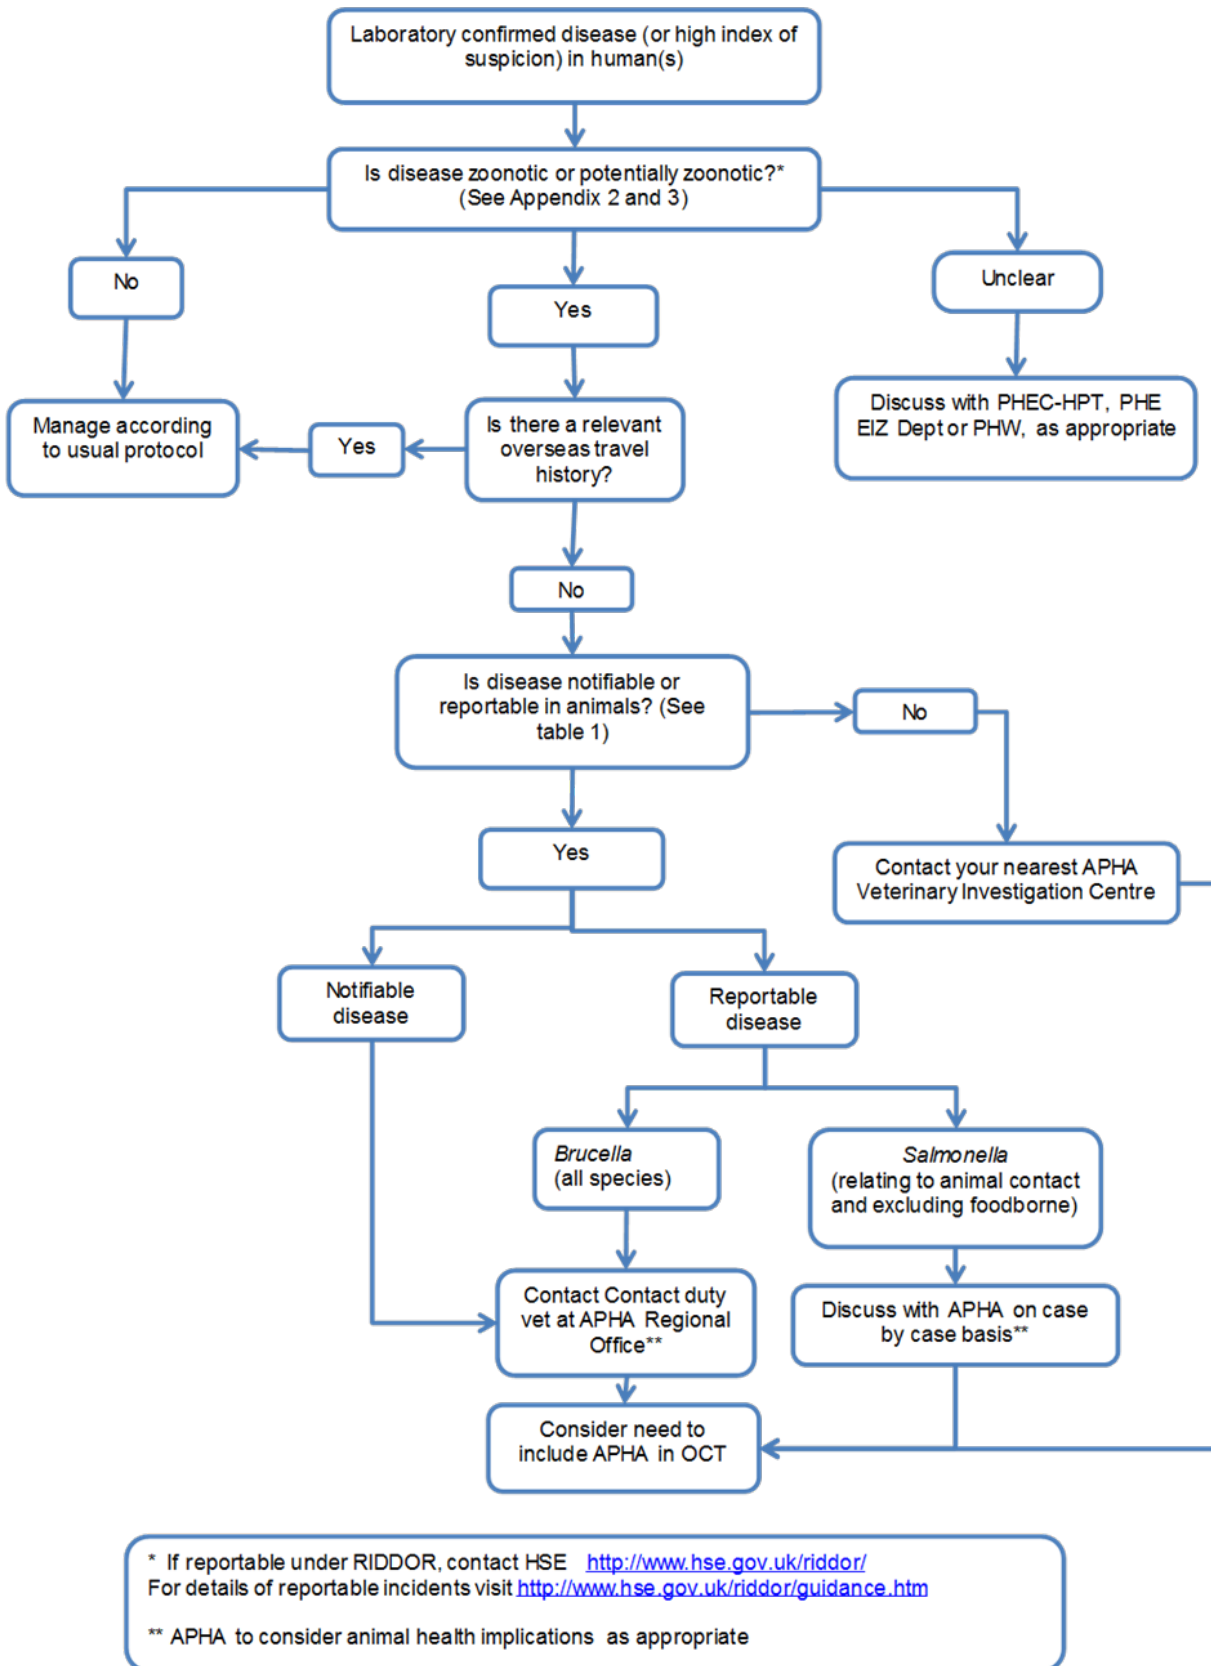 Laboratory confirmed disease (or high index of
suspicion) in human(s)
Is disease zoonotic or potentially zoonotic?*
(See Appendix 2 and 3)
No
Yes
Unclear
Manage according
to usual protocol
Yes
Is there a relevant
overseas travel
history?
Discuss with PHEC-HPT, PHE
EIZ Dept or PHW, as appropriate
No
Is disease notifiable or
reportable in animals? (See
table 1)
No
Yes
Contact your nearest APHA
Veterinary Investigation Centre
Notifiable
disease
Reportable
disease
Brucella
(all species)
Salmonella
(relating to animal contact
and excluding foodborne)
Contact Contact duty
vet at APHA Regional
Office**
Discuss with APHA on case
by case basis**
Consider need to
include APHA in OCT
* If reportable under RIDDOR, contact HSE http://www.hse.gov.uk/riddor/
For details of reportable incidents visit http://www.hse.gov.uk/riddor/guidance.htm
** APHA to consider animal health implications as appropriate